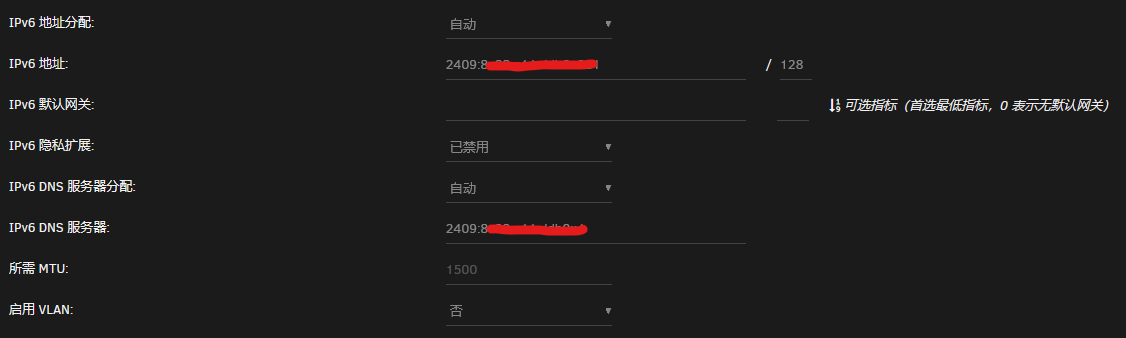 IPv6 地址分配:
自动
IPv6 地址:
2409:8
/ 128
IPv6 默认网关:
可选指标（首选最低指标，0 表示无默认网关）
IPv6 隐私扩展:
已禁用
IPv6 DNS 服务器分配:
自动
IPv6 DNS 服务器:
2409:8
所需 MTU:
1500
启用 VLAN:
否